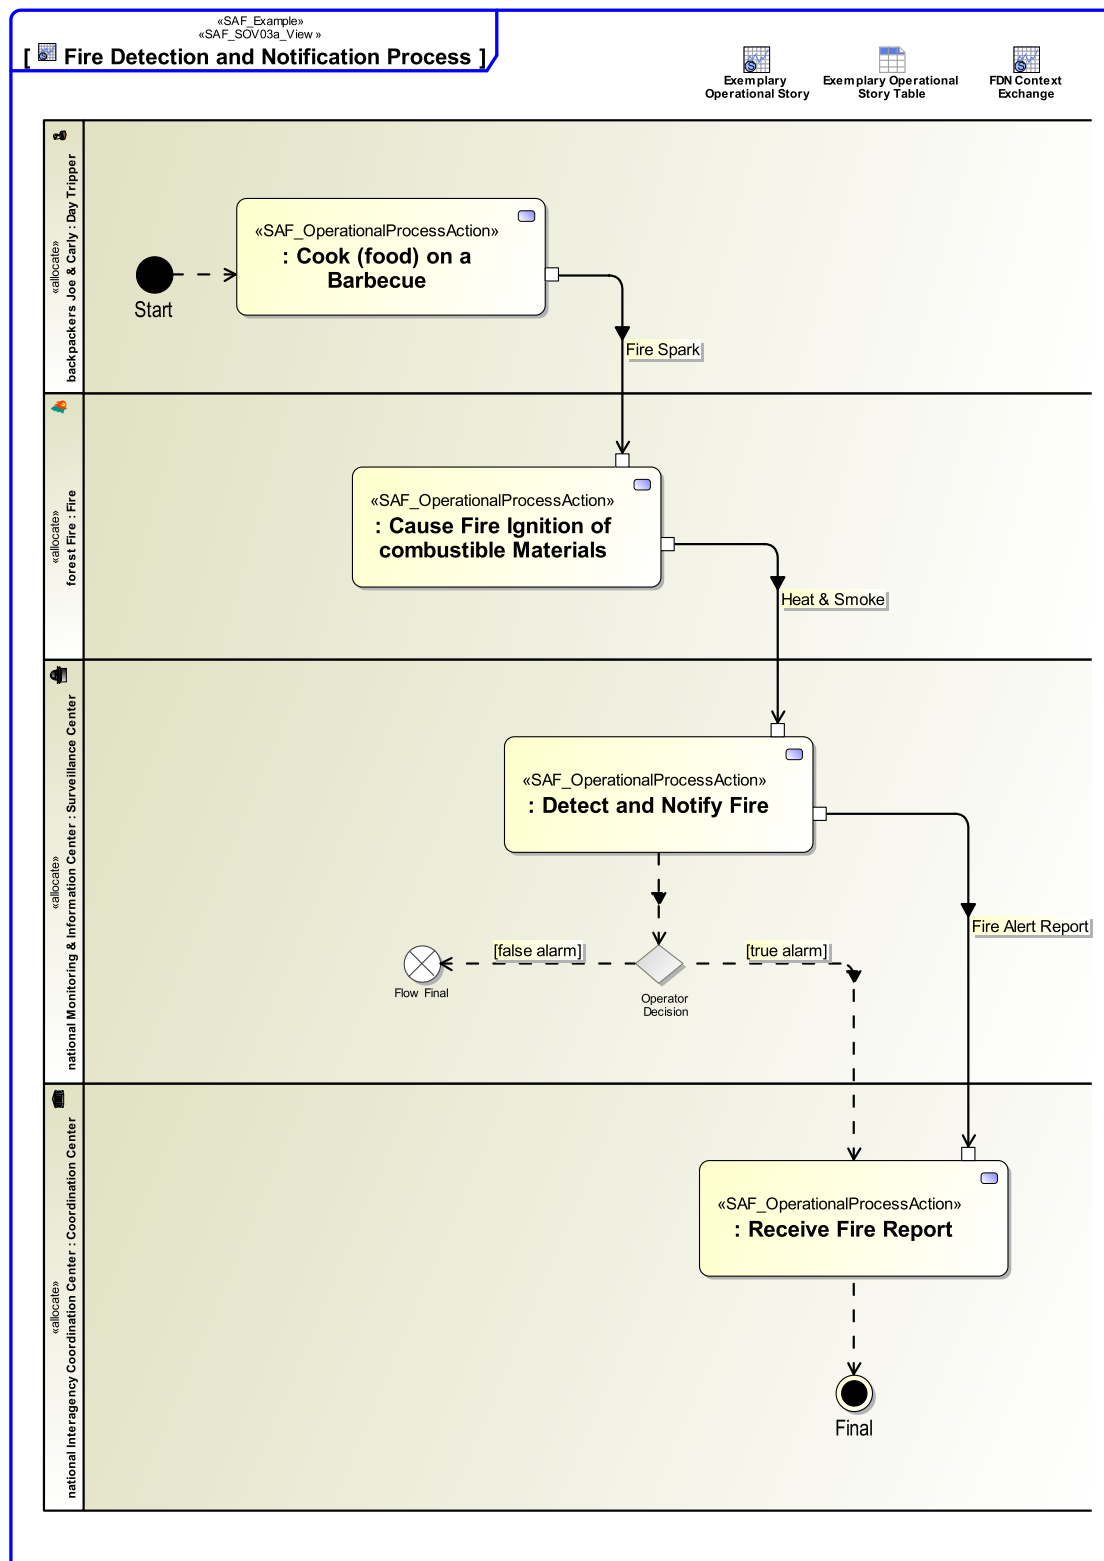 «SAF_Example»
«SAF_SOV03a_View »
[ Fire Detection and Notification Process ]
Exemplary
Operational Story
Exemplary Operational
Story Table
FDN Context
Exchange
«allocate»
backpackers Joe & Carly : Day Tripper
Start
«SAF_OperationalProcessAction»
: Cook (food) on a
Barbecue
Fire Spark
«allocate»
forest Fire : Fire
«SAF_OperationalProcessAction»
: Cause Fire Ignition of
combustible Materials
Heat & Smoke
«allocate»
national Monitoring & Information Center : Surveillance Center
«SAF_OperationalProcessAction»
: Detect and Notify Fire
Fire Alert Report
[false alarm]
[true alarm]
Flow Final
Operator
Decision
«allocate»
national Interagency Coordination Center : Coordination Center
«SAF_OperationalProcessAction»
: Receive Fire Report
Final